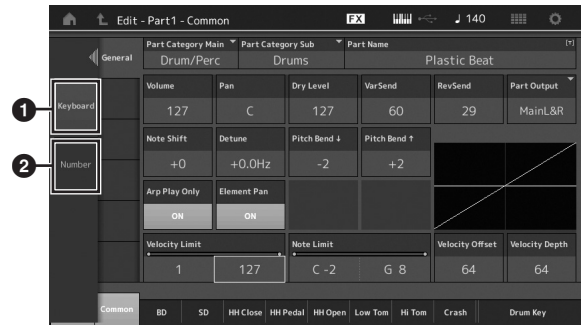 Edit - Part1 - Common FX ♩ 140
Part Category Main Part Category Sub Part Name [T]
General Drum/Perc Drums Plastic Beat
Volume Pan Dry Level VarSend RevSend Part Output
1 Keyboard 127 C 127 60 29 MainL&R
Note Shift Detune Pitch Bend ↓ Pitch Bend ↑
2 Number +0 +0.0Hz -2 +2
Arp Play Only Element Pan
ON ON
Velocity Limit Note Limit Velocity Offset Velocity Depth
1 127 C -2 G 8 64 64
Common BD SD HH Close HH Pedal HH Open Low Tom Hi Tom Crash Drum Key